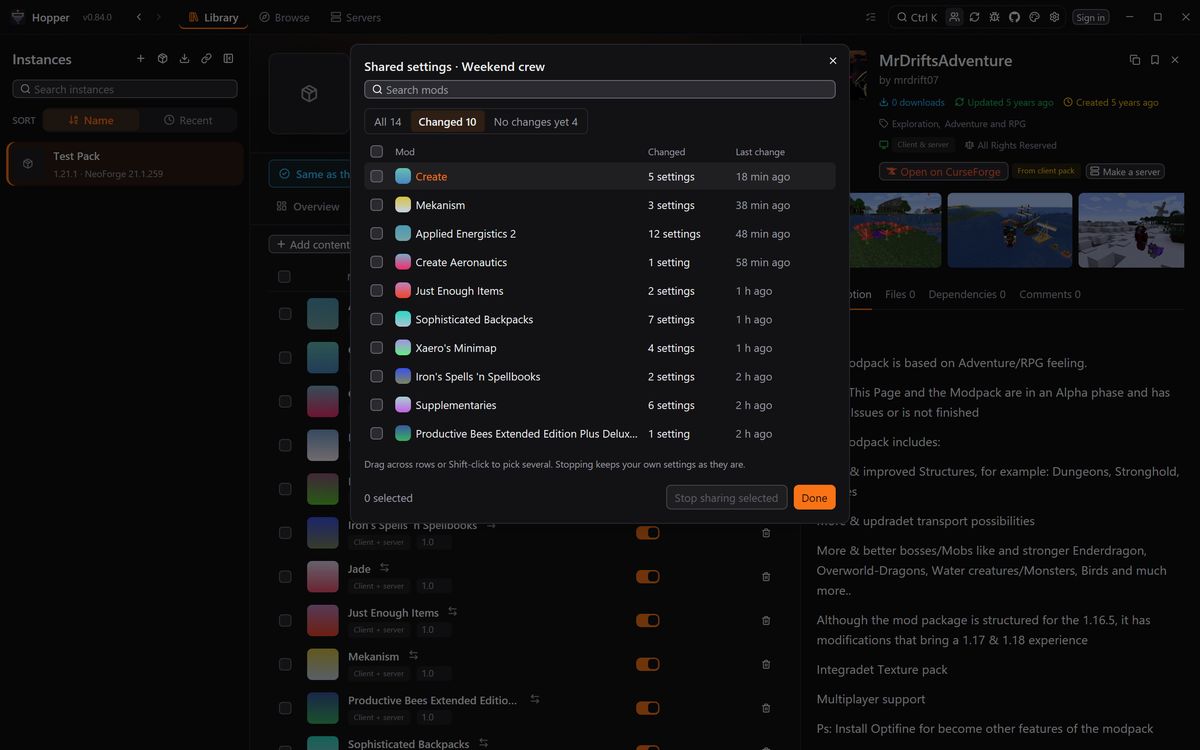 Hopper v0.84.0
Library
Browse
Servers
Ctrl K
Sign in
Instances
Search instances
SORT
Name
Recent
Test Pack
1.21.1 · NeoForge 21.1.259
Same as th
Overview
Add content
Shared settings · Weekend crew
Search mods
All 14
Changed 10
No changes yet 4
Mod Changed Last change
Create 5 settings 18 min ago
Mekanism 3 settings 38 min ago
Applied Energistics 2 12 settings 48 min ago
Create Aeronautics 1 setting 58 min ago
Just Enough Items 2 settings 1 h ago
Sophisticated Backpacks 7 settings 1 h ago
Xaero's Minimap 4 settings 1 h ago
Iron's Spells 'n Spellbooks 2 settings 2 h ago
Supplementaries 6 settings 2 h ago
Productive Bees Extended Edition Plus Delux... 1 setting 2 h ago
Drag across rows or Shift-click to pick several. Stopping keeps your own settings as they are.
0 selected
Stop sharing selected
Done
Iron's Spells 'n Spellbooks
Client + server 1.0
Jade
Client + server 1.0
Just Enough Items
Client + server 1.0
Mekanism
Client + server 1.0
Productive Bees Extended Editio...
Client + server 1.0
Sophisticated Backpacks
MrDriftsAdventure
by mrdrift07
0 downloads
Updated 5 years ago
Created 5 years ago
Exploration, Adventure and RPG
Client & server
All Rights Reserved
Open on CurseForge
From client pack
Make a server
ption
Files 0
Dependencies 0
Comments 0
odpack is based on Adventure/RPG feeling.
This Page and the Modpack are in an Alpha phase and has
Issues or is not finished
odpack includes:
& improved Structures, for example: Dungeons, Stronghold,
es
More & updradet transport possibilities
More & better bosses/Mobs like and stronger Enderdragon,
Overworld-Dragons, Water creatures/Monsters, Birds and much
more..
Although the mod package is structured for the 1.16.5, it has
modifications that bring a 1.17 & 1.18 experience
Integradet Texture pack
Multiplayer support
Ps: Install Optifine for become other features of the modpack